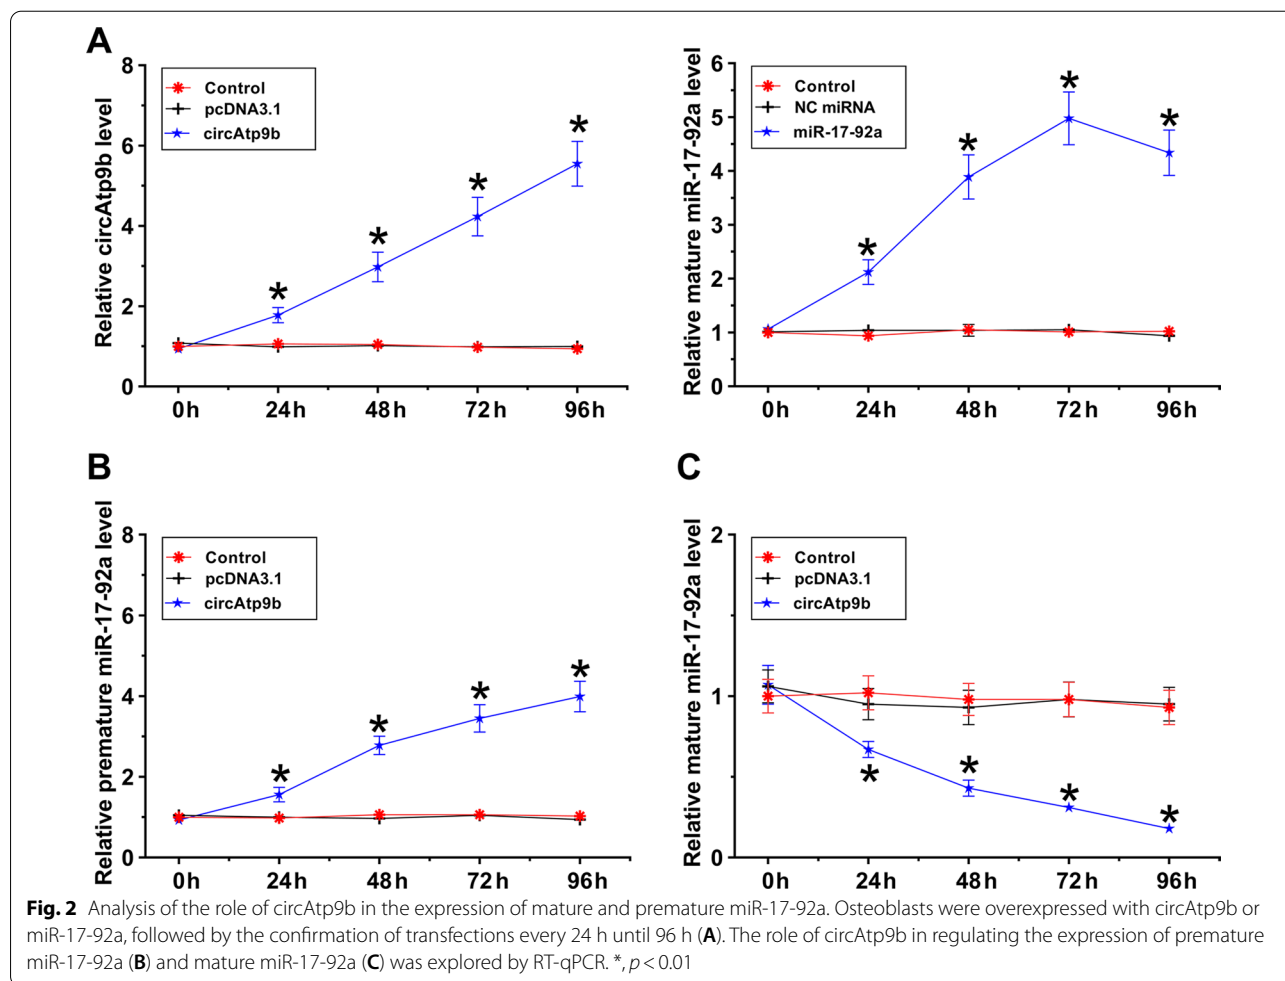 A
Relative circAtp9b level
8
6
4
2
0
Control
pcDNA3.1
circAtp9b
*
*
*
*
0h 24h 48h 72h 96h
Relative mature miR-17-92a level
6
5
4
3
2
1
0
Control
NC miRNA
miR-17-92a
*
*
*
*
0h 24h 48h 72h 96h
B
Relative premature miR-17-92a level
8
6
4
2
0
Control
pcDNA3.1
circAtp9b
*
*
*
*
0h 24h 48h 72h 96h
C
Relative mature miR-17-92a level
2
1
0
Control
pcDNA3.1
circAtp9b
*
*
*
*
0h 24h 48h 72h 96h
Fig. 2 Analysis of the role of circAtp9b in the expression of mature and premature miR-17-92a. Osteoblasts were overexpressed with circAtp9b or
miR-17-92a, followed by the confirmation of transfections every 24 h until 96 h (A). The role of circAtp9b in regulating the expression of premature
miR-17-92a (B) and mature miR-17-92a (C) was explored by RT-qPCR. *, p < 0.01